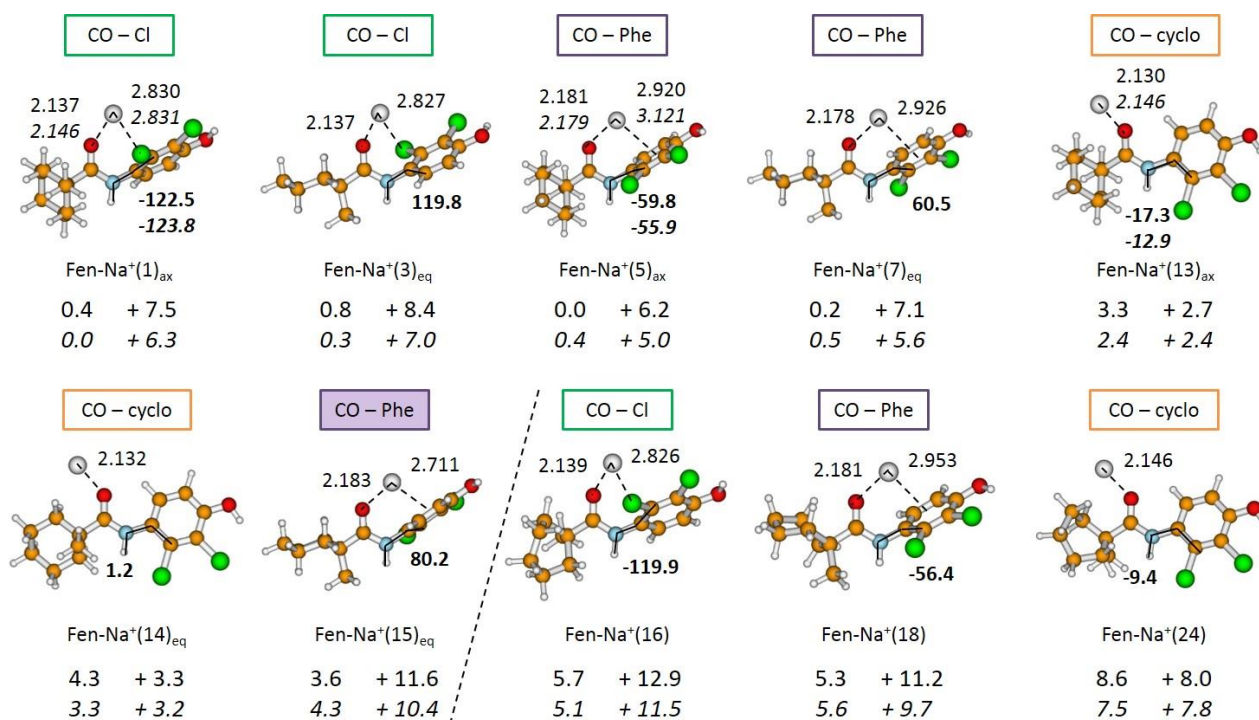 CO – Cl
CO – Cl
CO – Phe
CO – Phe
CO – cyclo
2.137
2.146
2.830
2.831
-122.5
-123.8
2.137
2.827
119.8
2.181
2.179
2.920
3.121
-59.8
-55.9
2.178
2.926
60.5
2.130
2.146
-17.3
-12.9
Fen-Na⁺(1)ax
Fen-Na⁺(3)eq
Fen-Na⁺(5)ax
Fen-Na⁺(7)eq
Fen-Na⁺(13)ax
0.4 + 7.5
0.8 + 8.4
0.0 + 6.2
0.2 + 7.1
3.3 + 2.7
0.0 + 6.3
0.3 + 7.0
0.4 + 5.0
0.5 + 5.6
2.4 + 2.4
CO – cyclo
CO – Phe
CO – Cl
CO – Phe
CO – cyclo
2.132
1.2
2.183
2.711
80.2
2.139
2.826
-119.9
2.181
2.953
-56.4
2.146
-9.4
Fen-Na⁺(14)eq
Fen-Na⁺(15)eq
Fen-Na⁺(16)
Fen-Na⁺(18)
Fen-Na⁺(24)
4.3 + 3.3
3.6 + 11.6
5.7 + 12.9
5.3 + 11.2
8.6 + 8.0
3.3 + 3.2
4.3 + 10.4
5.1 + 11.5
5.6 + 9.7
7.5 + 7.8